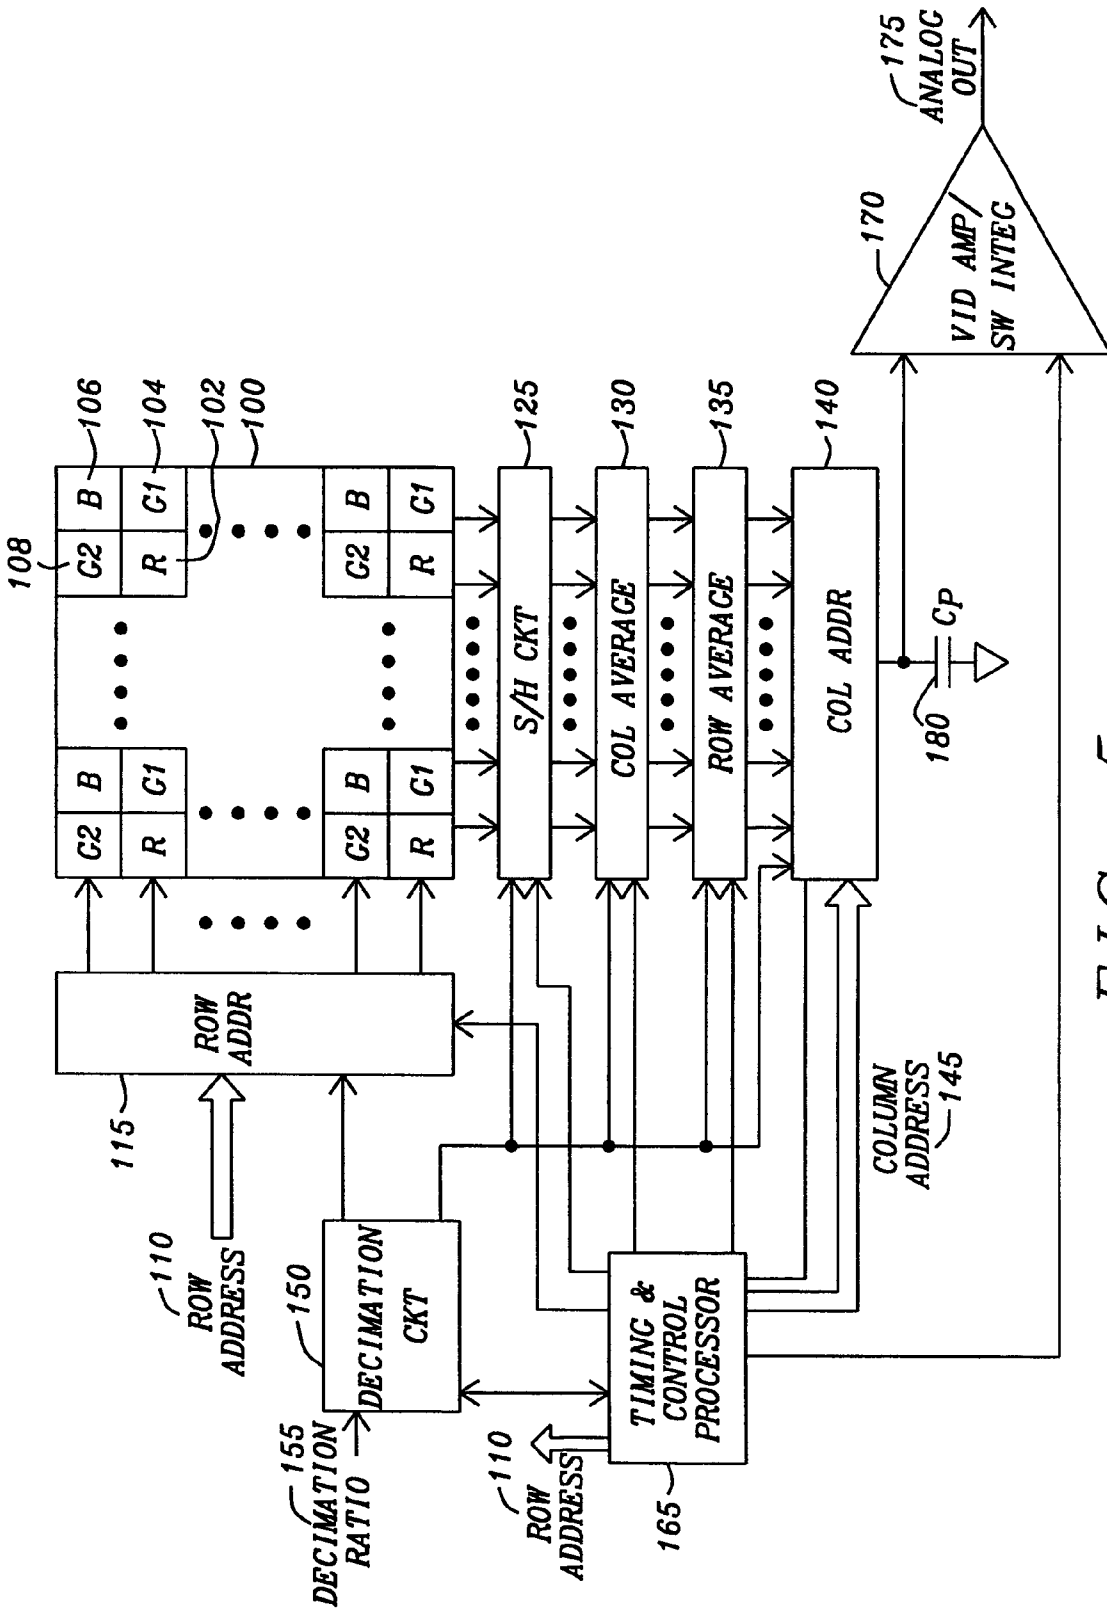 108
G2 B G2 B
106
R G1 R G1
104
102
100
G2 B G2 B
R G1 R G1
115
ROW
ADDR
110
ROW
ADDRESS
155
DECIMATION
RATIO
150
DECIMATION
CKT
S/H CKT
125
110
ROW
ADDRESS
COL AVERAGE
130
165
TIMING &
CONTROL
PROCESSOR
ROW AVERAGE
135
COL ADDR
140
COLUMN
ADDRESS
145
180
CP
170
VID AMP/
SW INTEG
175
ANALOG
OUT
FIG.